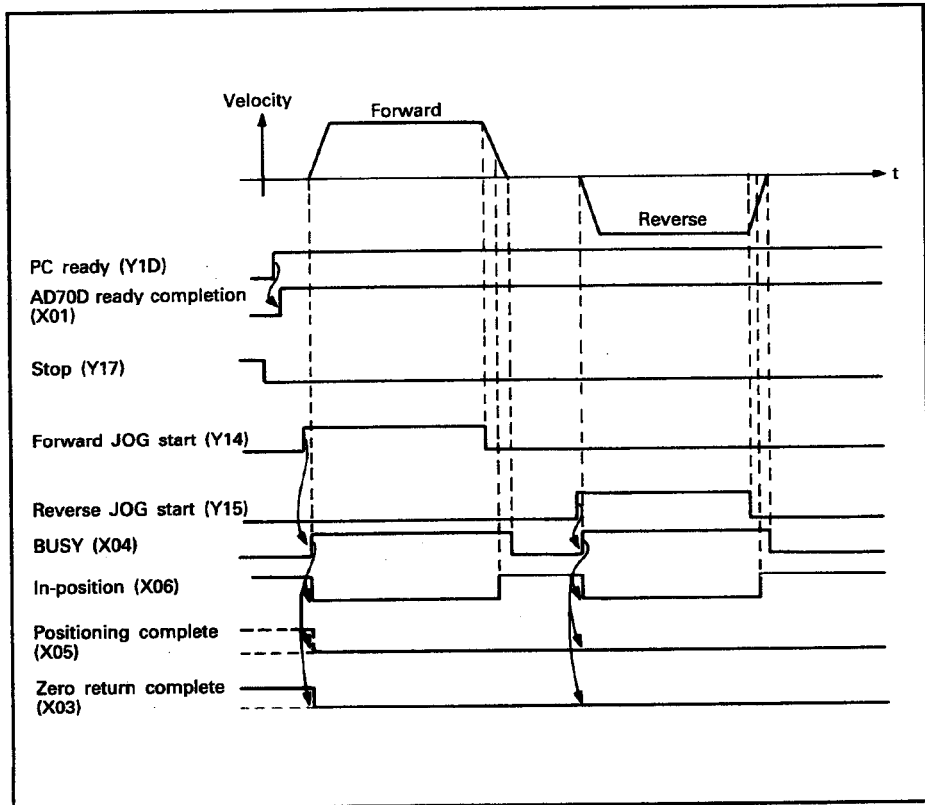 Velocity
Forward
t
Reverse
PC ready (Y1D)
AD70D ready completion
(X01)
Stop (Y17)
Forward JOG start (Y14)
Reverse JOG start (Y15)
BUSY (X04)
In-position (X06)
Positioning complete
(X05)
Zero return complete
(X03)